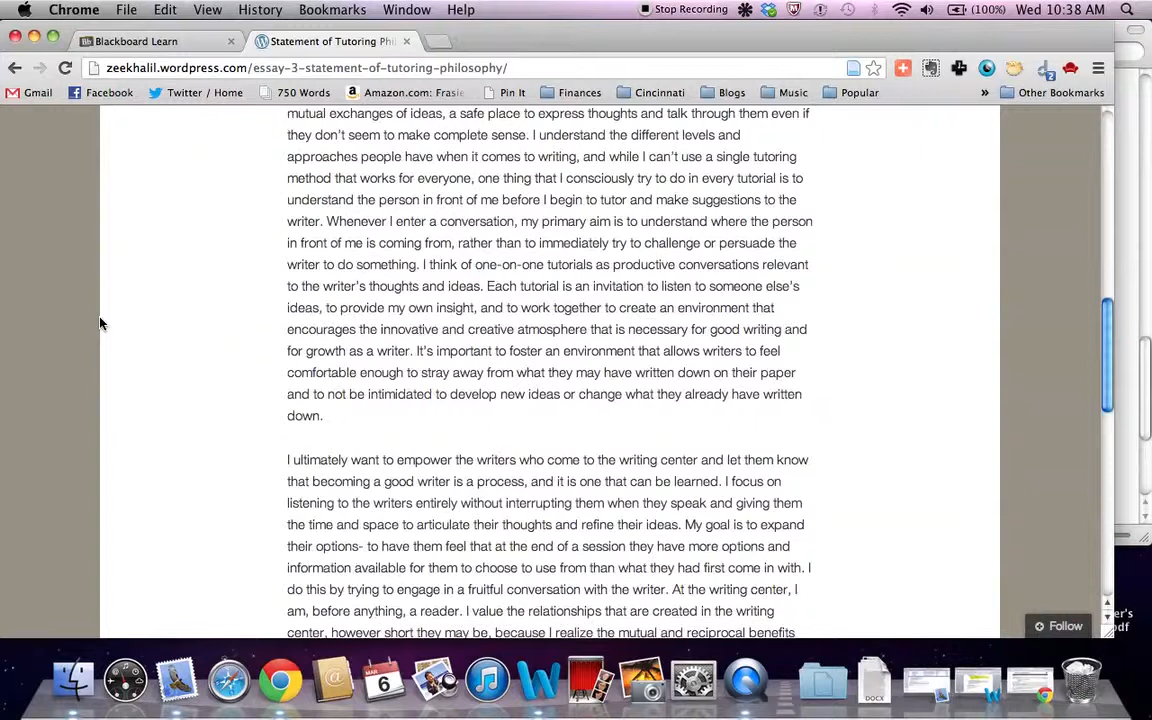 Chrome File Edit View History Bookmarks Window Help Stop Recording (100%) Wed 10:38 AM
Blackboard Learn Statement of Tutoring Phi
zeekhalil.wordpress.com/essay-3-statement-of-tutoring-philosophy/
Gmail Facebook Twitter / Home 750 Words Amazon.com: Frasie Pin It Finances Cincinnati Blogs Music Popular » Other Bookmarks
mutual exchanges of ideas, a safe place to express thoughts and talk through them even if
they don't seem to make complete sense. I understand the different levels and
approaches people have when it comes to writing, and while I can't use a single tutoring
method that works for everyone, one thing that I consciously try to do in every tutorial is to
understand the person in front of me before I begin to tutor and make suggestions to the
writer. Whenever I enter a conversation, my primary aim is to understand where the person
in front of me is coming from, rather than to immediately try to challenge or persuade the
writer to do something. I think of one-on-one tutorials as productive conversations relevant
to the writer's thoughts and ideas. Each tutorial is an invitation to listen to someone else's
ideas, to provide my own insight, and to work together to create an environment that
encourages the innovative and creative atmosphere that is necessary for good writing and
for growth as a writer. It's important to foster an environment that allows writers to feel
comfortable enough to stray away from what they may have written down on their paper
and to not be intimidated to develop new ideas or change what they already have written
down.
I ultimately want to empower the writers who come to the writing center and let them know
that becoming a good writer is a process, and it is one that can be learned. I focus on
listening to the writers entirely without interrupting them when they speak and giving them
the time and space to articulate their thoughts and refine their ideas. My goal is to expand
their options- to have them feel that at the end of a session they have more options and
information available for them to choose to use from than what they had first come in with. I
do this by trying to engage in a fruitful conversation with the writer. At the writing center, I
am, before anything, a reader. I value the relationships that are created in the writing
center, however short they may be, because I realize the mutual and reciprocal benefits
Follow
er's
df
6
DOCX